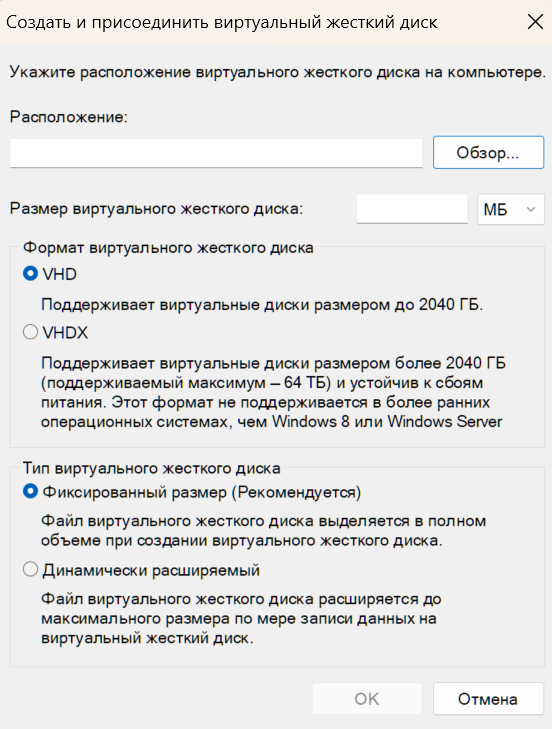 Создать и присоединить виртуальный жесткий диск
Укажите расположение виртуального жесткого диска на компьютере.
Расположение:
Обзор...
Размер виртуального жесткого диска:
МБ
Формат виртуального жесткого диска
VHD
Поддерживает виртуальные диски размером до 2040 ГБ.
VHDX
Поддерживает виртуальные диски размером более 2040 ГБ
(поддерживаемый максимум – 64 ТБ) и устойчив к сбоям
питания. Этот формат не поддерживается в более ранних
операционных системах, чем Windows 8 или Windows Server
Тип виртуального жесткого диска
Фиксированный размер (Рекомендуется)
Файл виртуального жесткого диска выделяется в полном
объеме при создании виртуального жесткого диска.
Динамически расширяемый
Файл виртуального жесткого диска расширяется до
максимального размера по мере записи данных на
виртуальный жесткий диск.
OK
Отмена